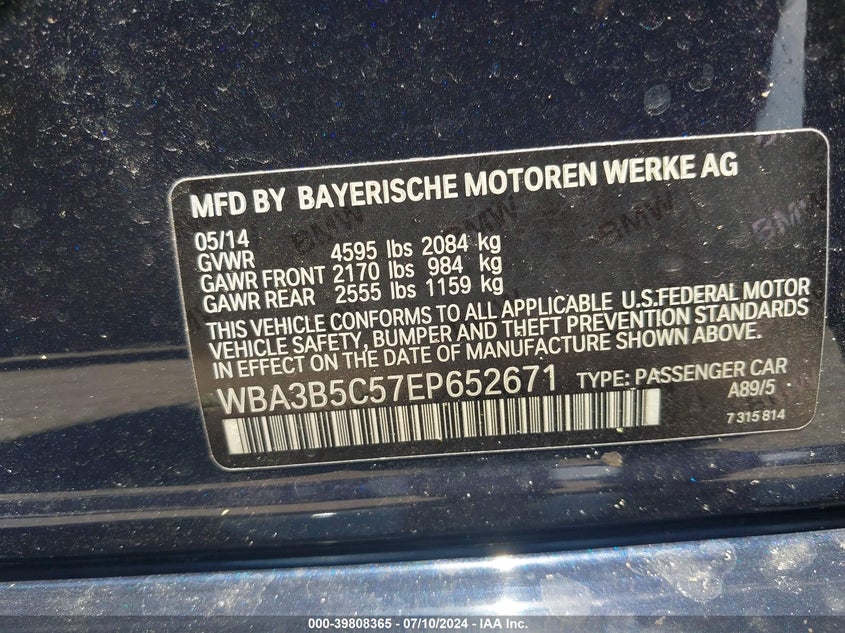 MFD BY BAYERISCHE MOTOREN WERKE AG
05/14
GVWR 4595 lbs 2084 kg
GAWR FRONT 2170 lbs 984 kg
GAWR REAR 2555 lbs 1159 kg
THIS VEHICLE CONFORMS TO ALL APPLICABLE U.S.FEDERAL MOTOR
VEHICLE SAFETY, BUMPER AND THEFT PREVENTION STANDARDS
IN EFFECT ON THE DATE OF MANUFACTURE SHOWN ABOVE.
WBA3B5C57EP652671 TYPE: PASSENGER CAR
A89/5
7 315 814
BMW BMW BMW
000-39808365 - 07/10/2024 - IAA Inc.